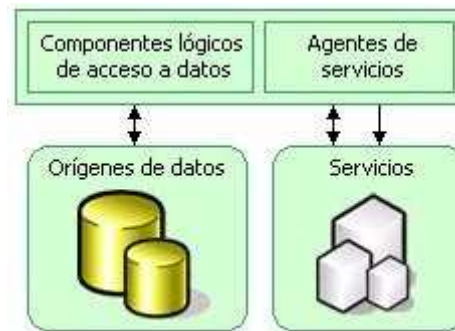 Componentes lógicos
de acceso a datos
Agentes de
servicios
Orígenes de datos
Servicios